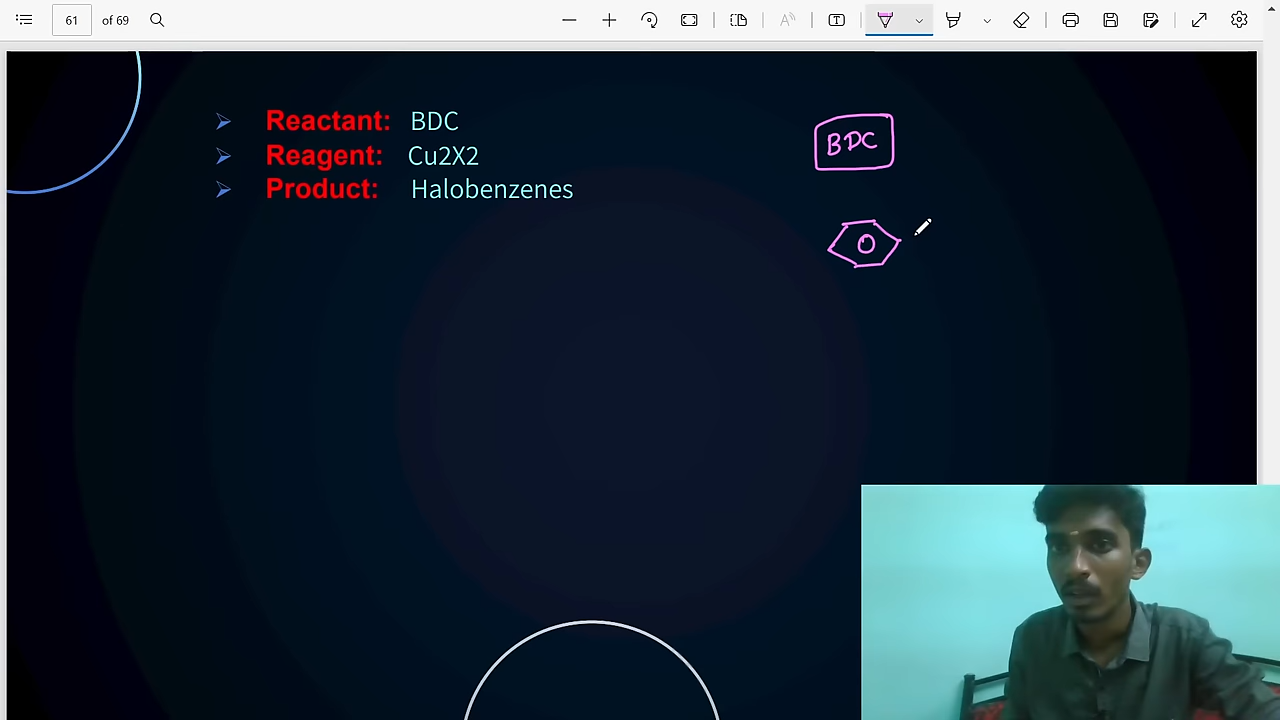 61 of 69
Reactant: BDC
Reagent: Cu2X2
Product: Halobenzenes
BDC